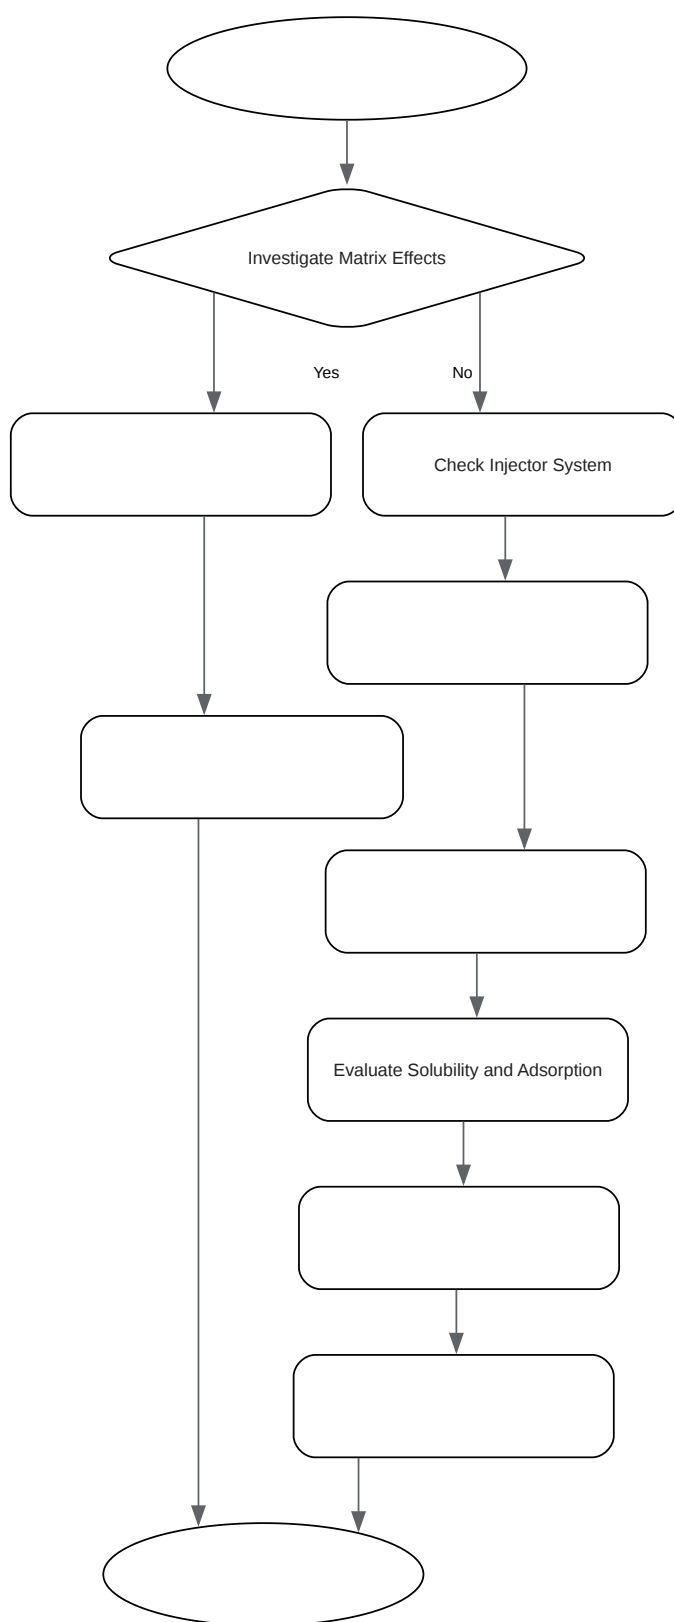 Investigate Matrix Effects
Yes
No
Check Injector System
Evaluate Solubility and Adsorption